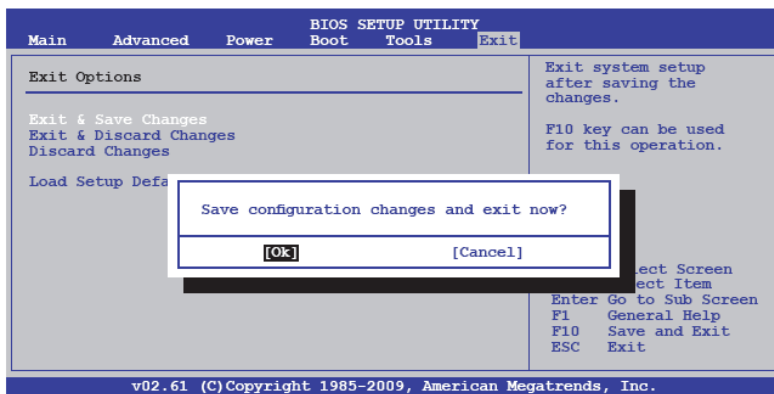 BIOS SETUP UTILITY
Main Advanced Power Boot Tools Exit
Exit Options
Exit & Save Changes
Exit & Discard Changes
Discard Changes
Load Setup Defa
Exit system setup
after saving the
changes.
F10 key can be used
for this operation.
Save configuration changes and exit now?
[Ok] [Cancel]
ect Screen
ect Item
Enter Go to Sub Screen
F1 General Help
F10 Save and Exit
ESC Exit
v02.61 (C)Copyright 1985-2009, American Megatrends, Inc.